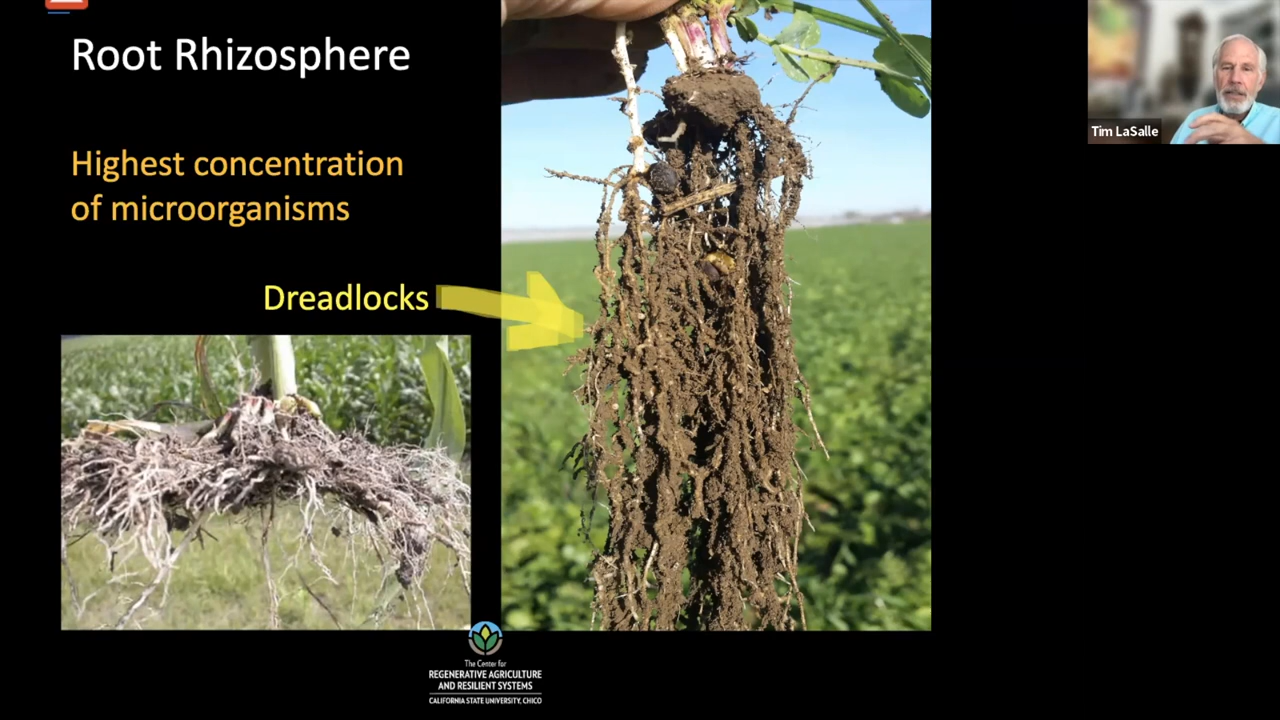 Root Rhizosphere
Tim LaSalle
Highest concentration
of microorganisms
Dreadlocks
The Center for
REGENERATIVE AGRICULTURE
AND RESILIENT SYSTEMS
CALIFORNIA STATE UNIVERSITY, CHICO